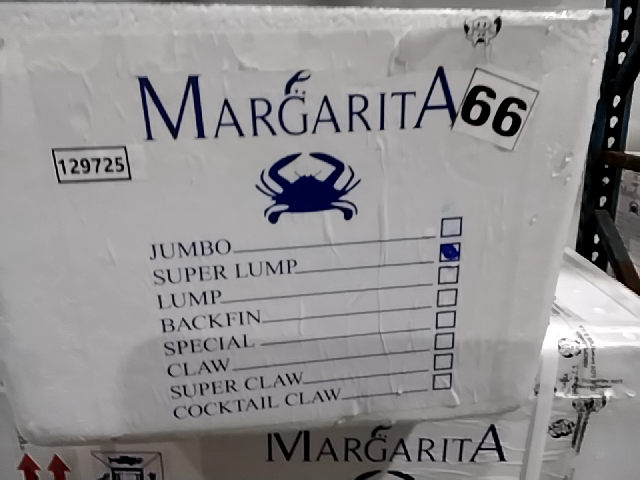 MARGARITA
66
129725
JUMBO
SUPER LUMP
LUMP
BACKFIN
SPECIAL
CLAW
SUPER CLAW
COCKTAIL CLAW
MARGARITA